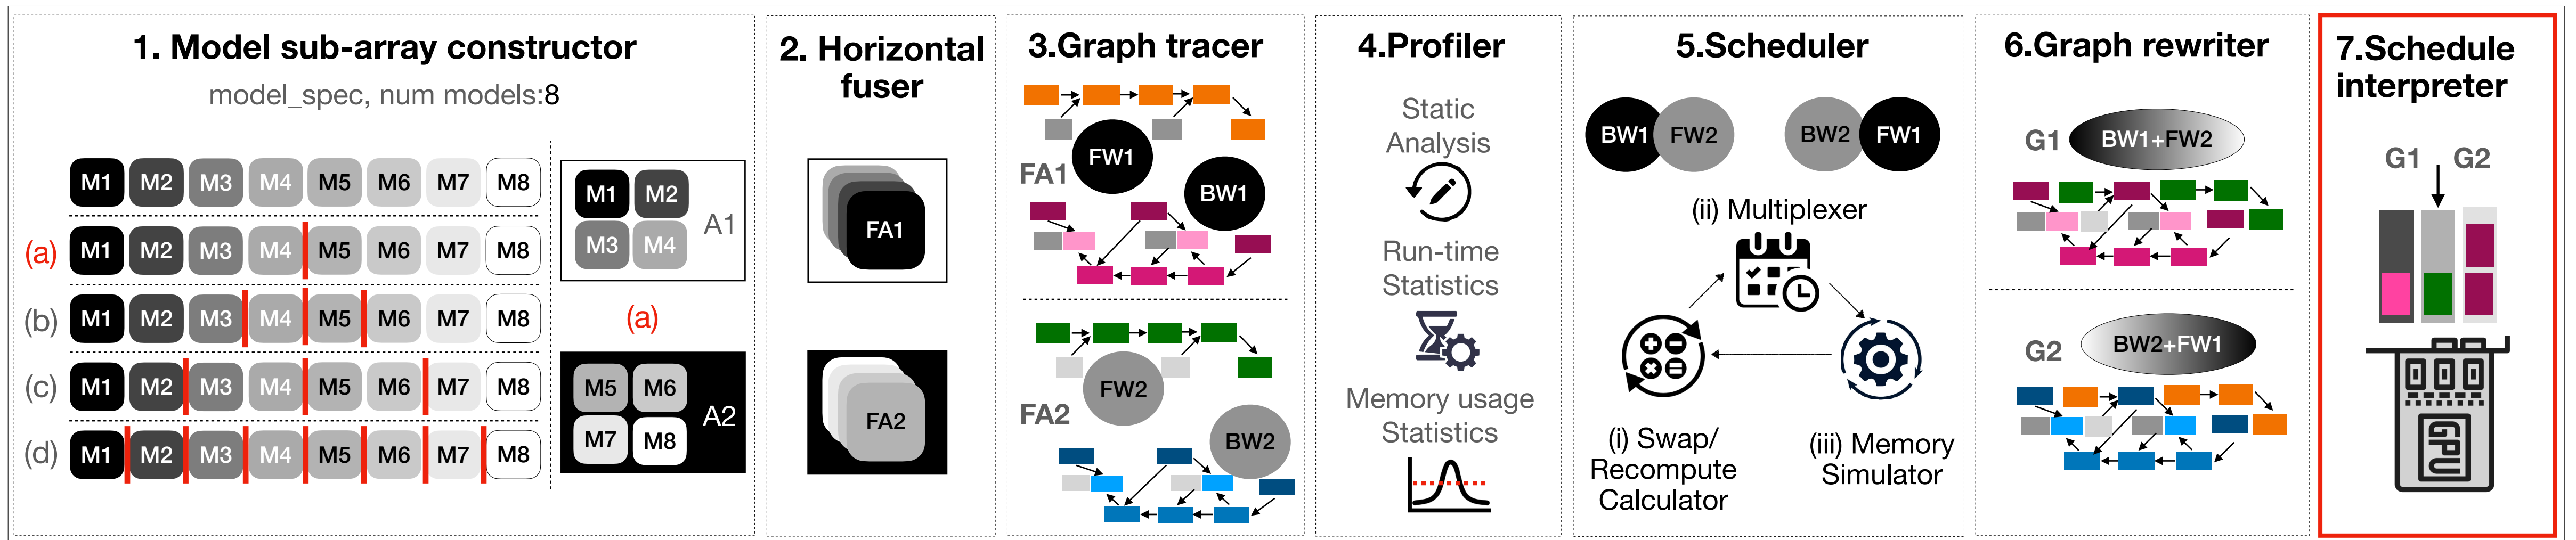 1. Model sub-array constructor
model_spec, num models:8
M1 M2 M3 M4 M5 M6 M7 M8
(a) M1 M2 M3 M4 M5 M6 M7 M8
(b) M1 M2 M3 M4 M5 M6 M7 M8
(c) M1 M2 M3 M4 M5 M6 M7 M8
(d) M1 M2 M3 M4 M5 M6 M7 M8
M1 M2
M3 M4
A1
(a)
M5 M6
M7 M8
A2
2. Horizontal
fuser
FA1
FA2
3.Graph tracer
FW1
FA1
BW1
FW2
FA2
BW2
4.Profiler
Static
Analysis
Run-time
Statistics
Memory usage
Statistics
5.Scheduler
BW1 FW2
BW2 FW1
(ii) Multiplexer
(i) Swap/
Recompute
Calculator
(iii) Memory
Simulator
6.Graph rewriter
G1
BW1+FW2
G2
BW2+FW1
7.Schedule
interpreter
G1 G2
GPU